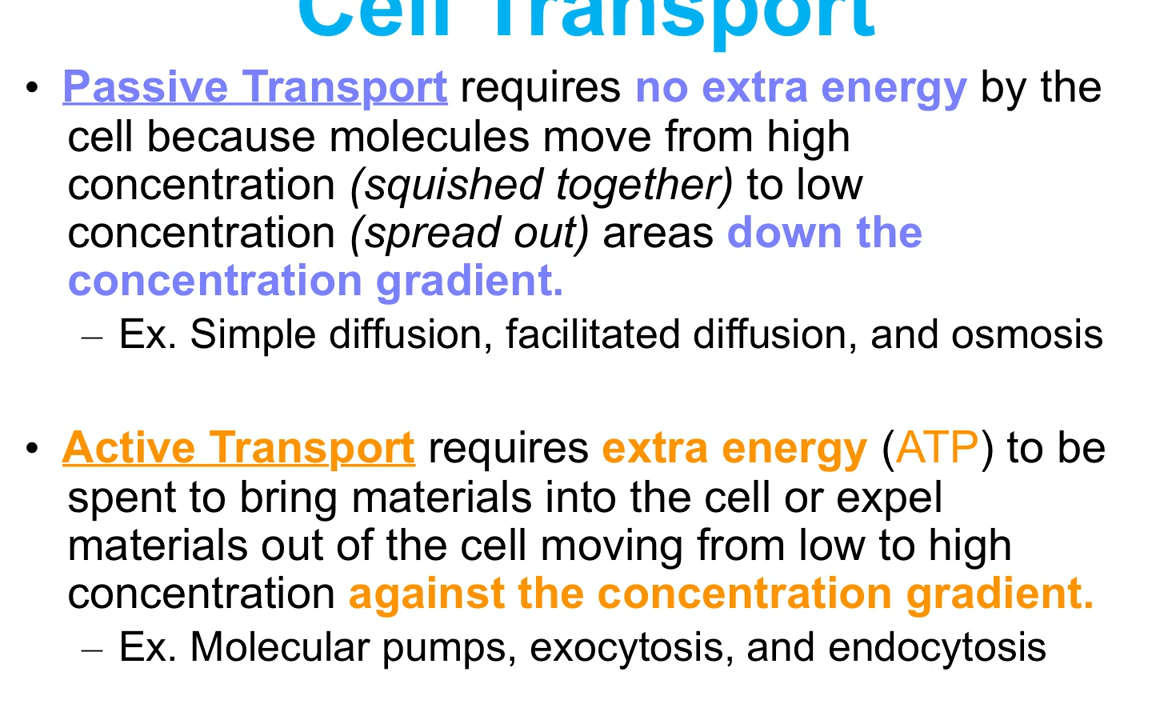 Cell Transport
• Passive Transport requires no extra energy by the
cell because molecules move from high
concentration (squished together) to low
concentration (spread out) areas down the
concentration gradient.
– Ex. Simple diffusion, facilitated diffusion, and osmosis
• Active Transport requires extra energy (ATP) to be
spent to bring materials into the cell or expel
materials out of the cell moving from low to high
concentration against the concentration gradient.
– Ex. Molecular pumps, exocytosis, and endocytosis